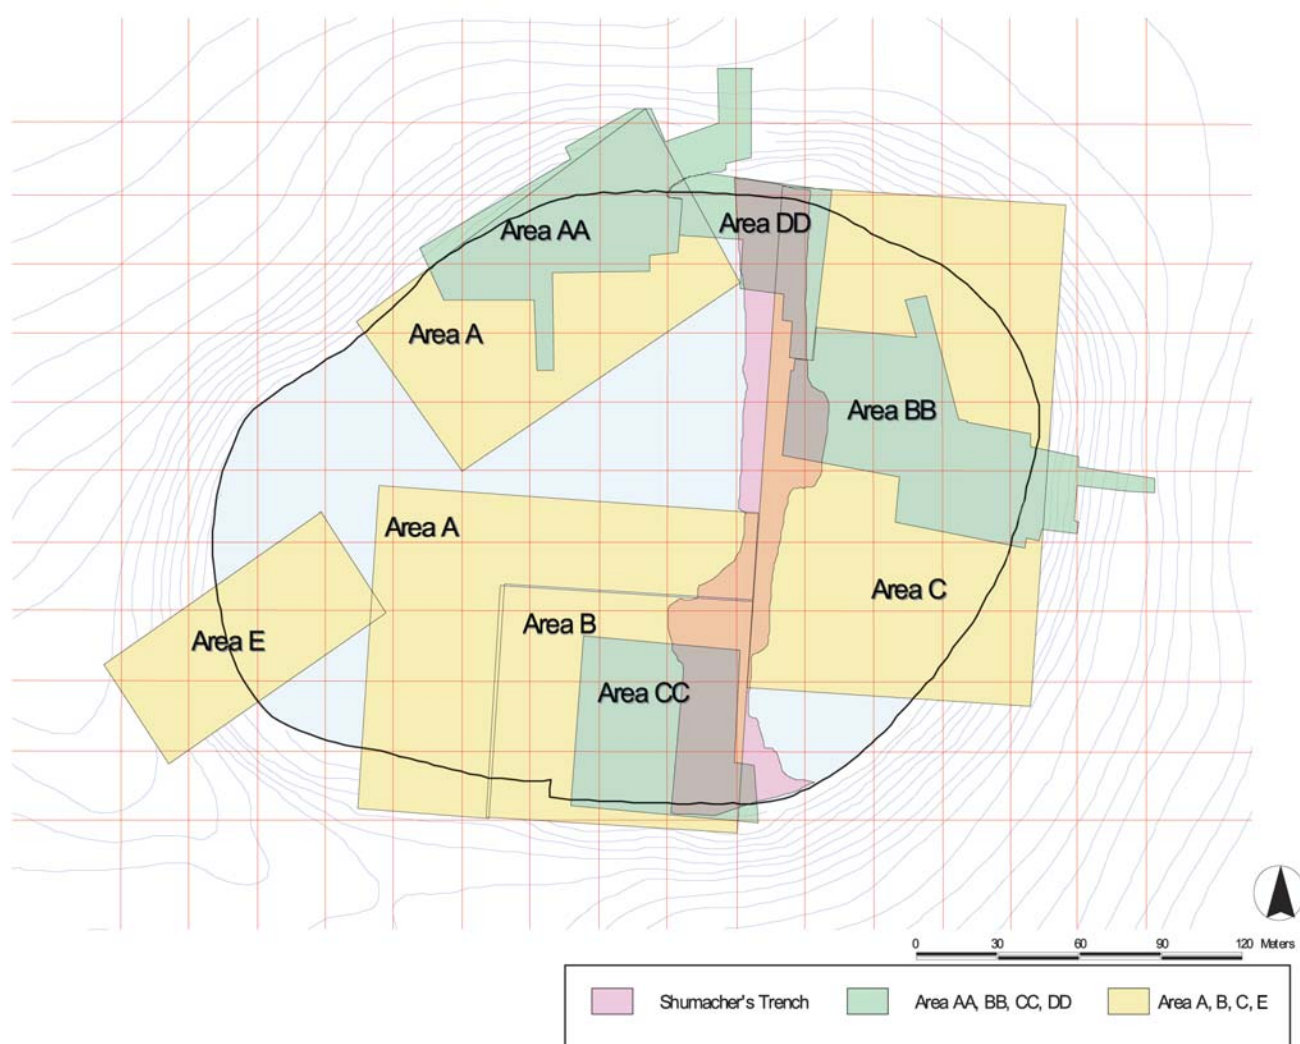 Area DD
Area AA
Area A
Area BB
Area A
Area C
Area B
Area E
Area CC
0 30 60 90 120 Meters
Shumacher's Trench
Area AA, BB, CC, DD
Area A, B, C, E